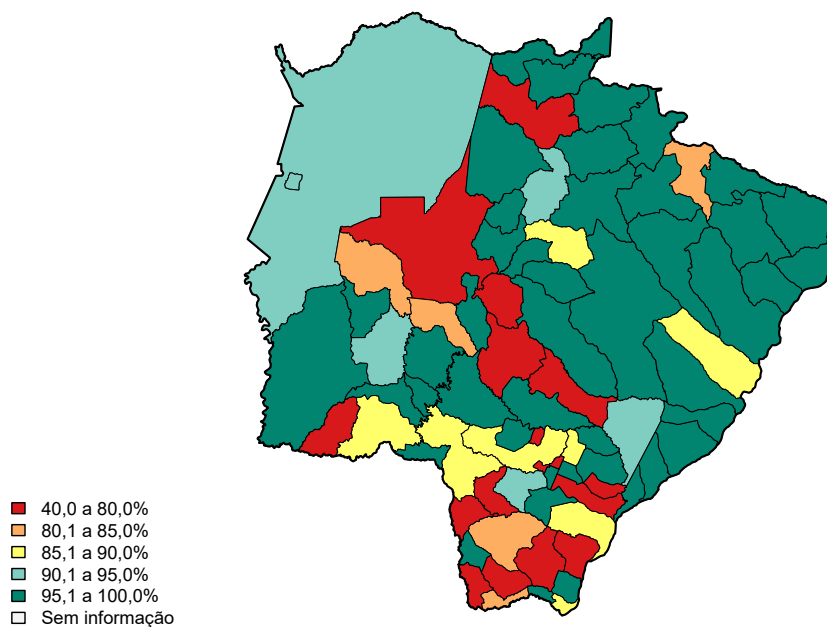 40,0 a 80,0%
80,1 a 85,0%
85,1 a 90,0%
90,1 a 95,0%
95,1 a 100,0%
Sem informação